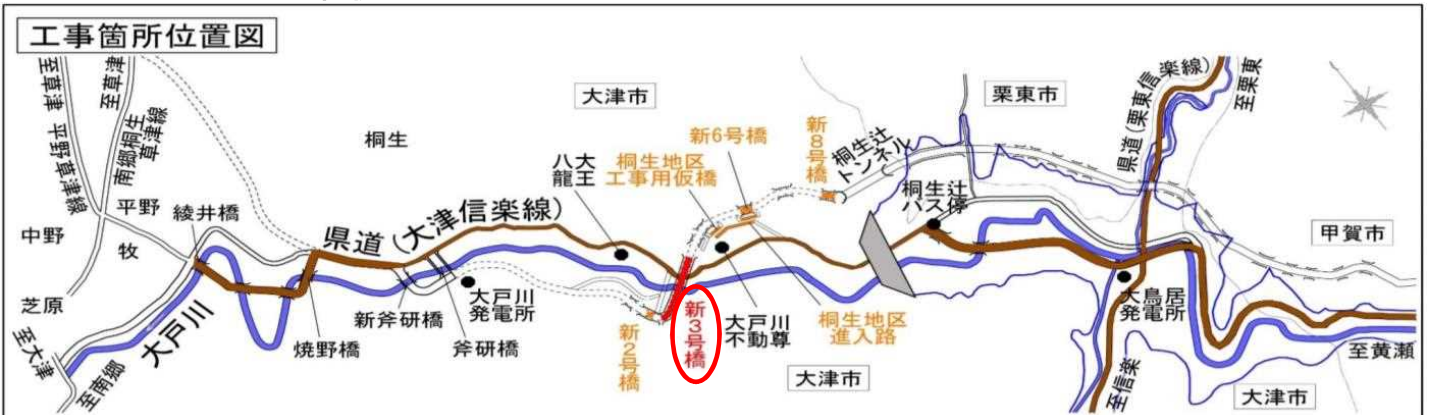 工事箇所位置図
至草津 平野草津線
至草津
南郷桐生
草津線
桐生
大津市
栗東市
県道(栗東信楽線)
至栗東
新6号橋
新8号橋
桐生辻
トンネル
八大
龍王
桐生地区
工事用仮橋
桐生辻
バス停
平野
綾井橋
中野
牧
県道(大津信楽線)
甲賀市
芝原
大戸川
大戸川
発電所
新斧研橋
焼野橋
斧研橋
新2号橋
新3号橋
大戸川
不動尊
桐生地区
進入路
大鳥居
発電所
至大津
至南郷
大津市
至信楽
大津市
至黄瀬